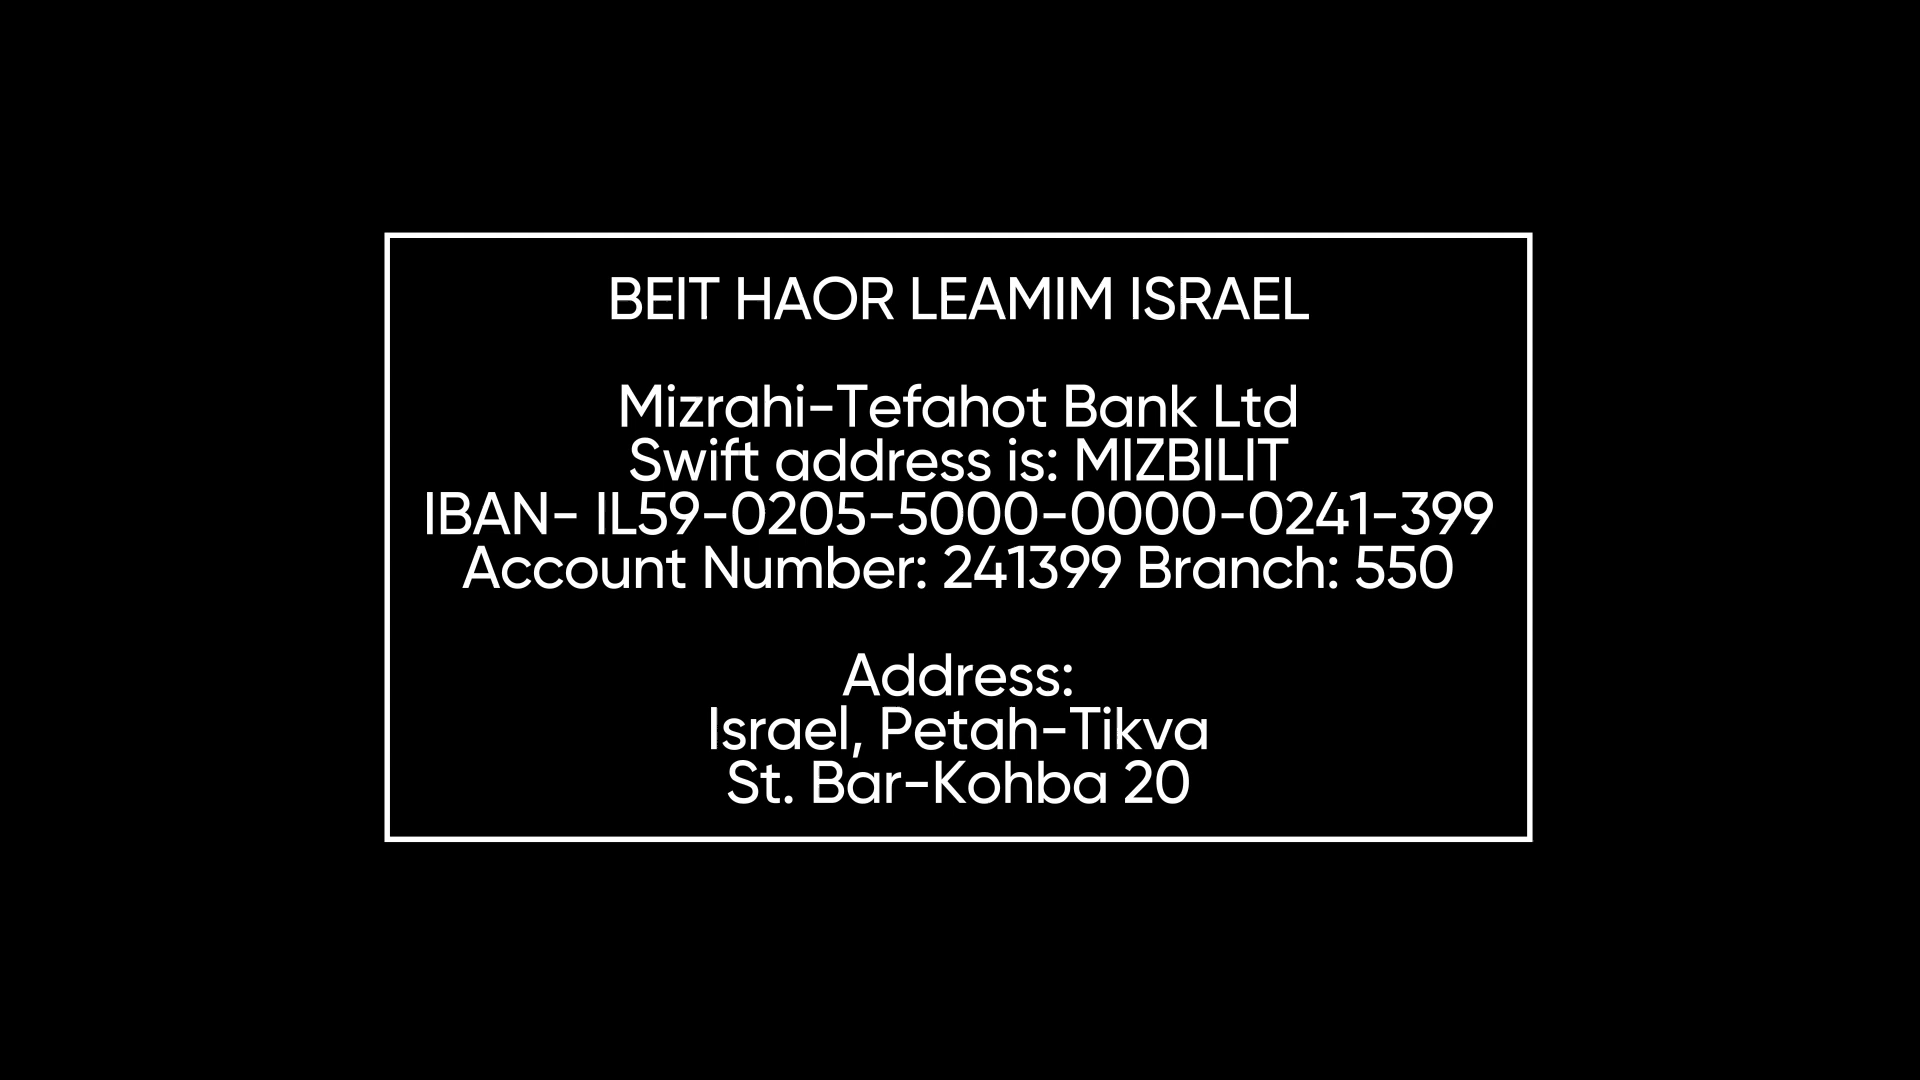 BEIT HAOR LEAMIM ISRAEL
Mizrahi-Tefahot Bank Ltd
Swift address is: MIZBILIT
IBAN- IL59-0205-5000-0000-0241-399
Account Number: 241399 Branch: 550
Address:
Israel, Petah-Tikva
St. Bar-Kohba 20